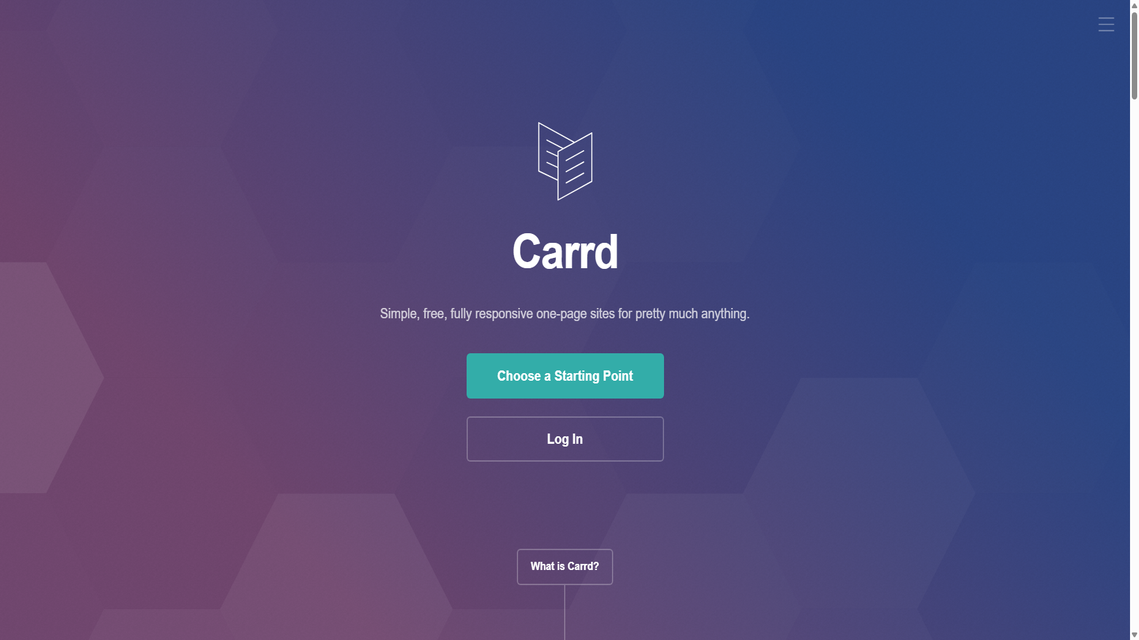 Carrd
Simple, free, fully responsive one-page sites for pretty much anything.
Choose a Starting Point
Log In
What is Carrd?